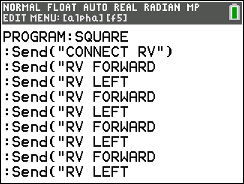 NORMAL FLOAT AUTO REAL RADIAN MP
EDIT MENU:[alpha][f5]
PROGRAM:SQUARE
:Send("CONNECT RV")
:Send("RV FORWARD
:Send("RV LEFT
:Send("RV FORWARD
:Send("RV LEFT
:Send("RV FORWARD
:Send("RV LEFT
:Send("RV FORWARD
:Send("RV LEFT